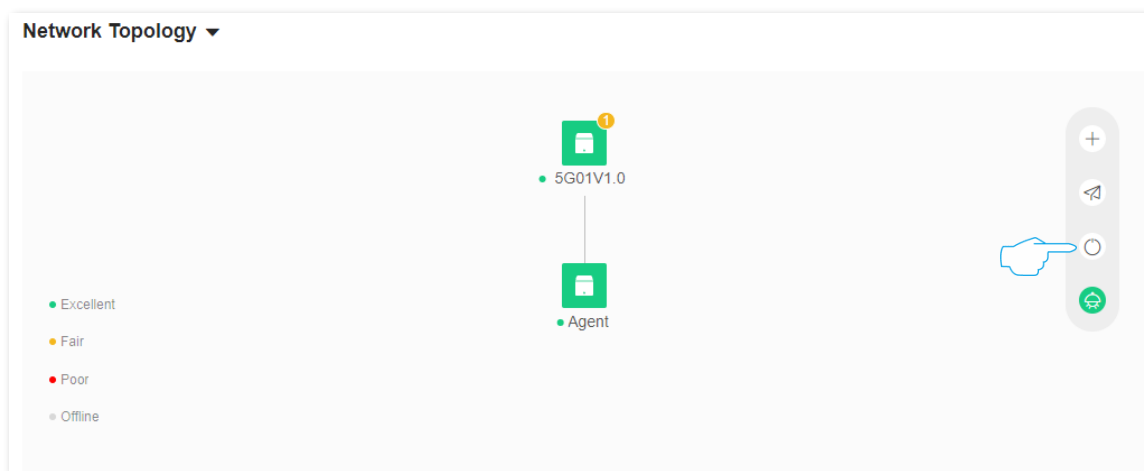 Network Topology
1
5G01V1.0
Agent
Excellent
Fair
Poor
Offline